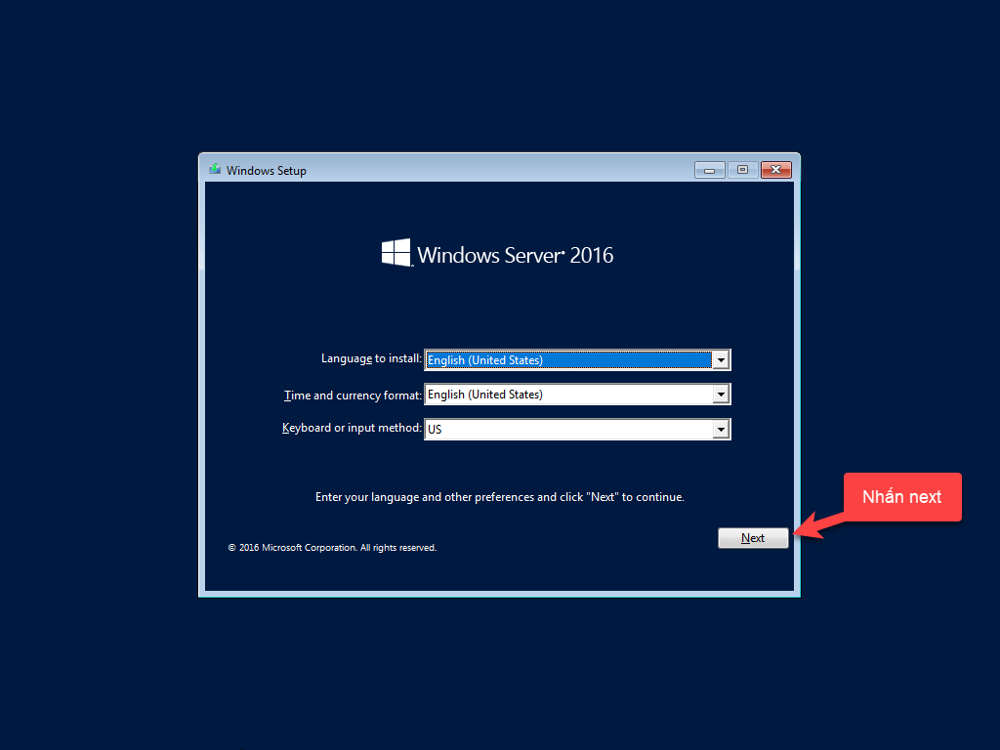 Windows Setup
Windows Server® 2016
Language to install: English (United States)
Time and currency format: English (United States)
Keyboard or input method: US
Enter your language and other preferences and click "Next" to continue.
Nhấn next
Next
© 2016 Microsoft Corporation. All rights reserved.